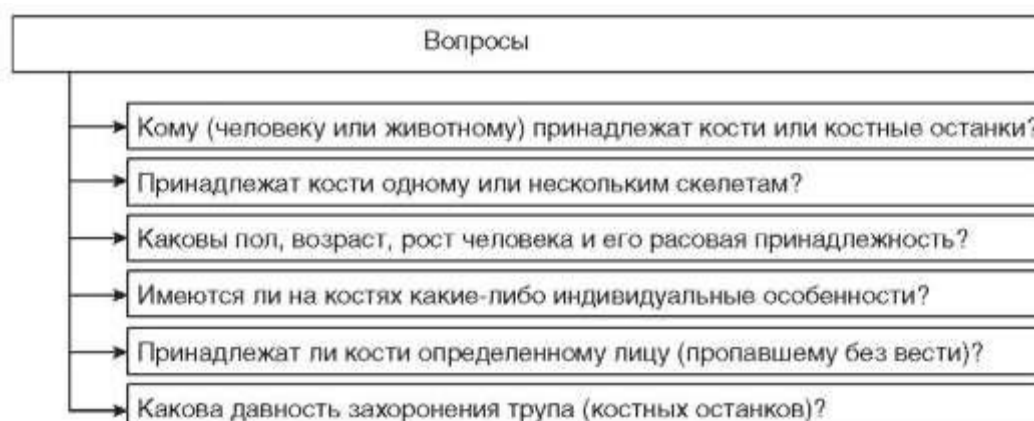 Вопросы
Кому (человеку или животному) принадлежат кости или костные останки?
Принадлежат кости одному или нескольким скелетам?
Каковы пол, возраст, рост человека и его расовая принадлежность?
Имеются ли на костях какие-либо индивидуальные особенности?
Принадлежат ли кости определенному лицу (пропавшему без вести)?
Какова давность захоронения трупа (костных останков)?